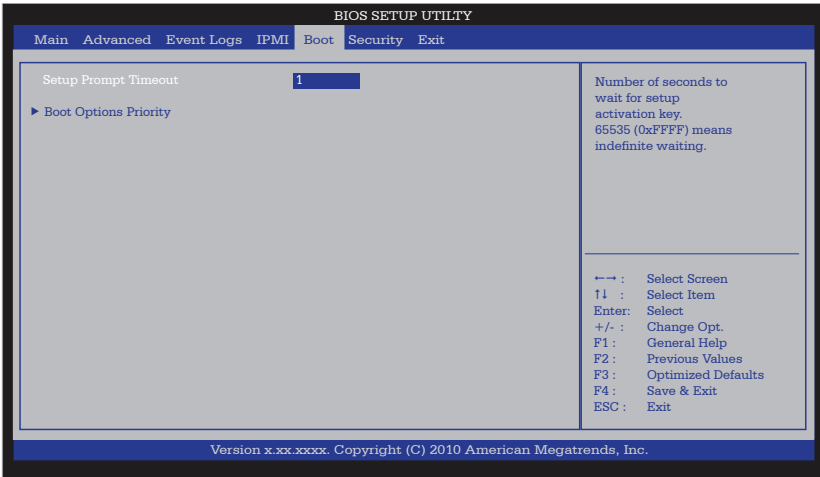 BIOS SETUP UTILTY
Main Advanced Event Logs IPMI Boot Security Exit
Setup Prompt Timeout 1
▶ Boot Options Priority
Number of seconds to
wait for setup
activation key.
65535 (0xFFFF) means
indefinite waiting.
←→ : Select Screen
↑↓ : Select Item
Enter: Select
+/- : Change Opt.
F1 : General Help
F2 : Previous Values
F3 : Optimized Defaults
F4 : Save & Exit
ESC : Exit
Version x.xx.xxxx. Copyright (C) 2010 American Megatrends, Inc.